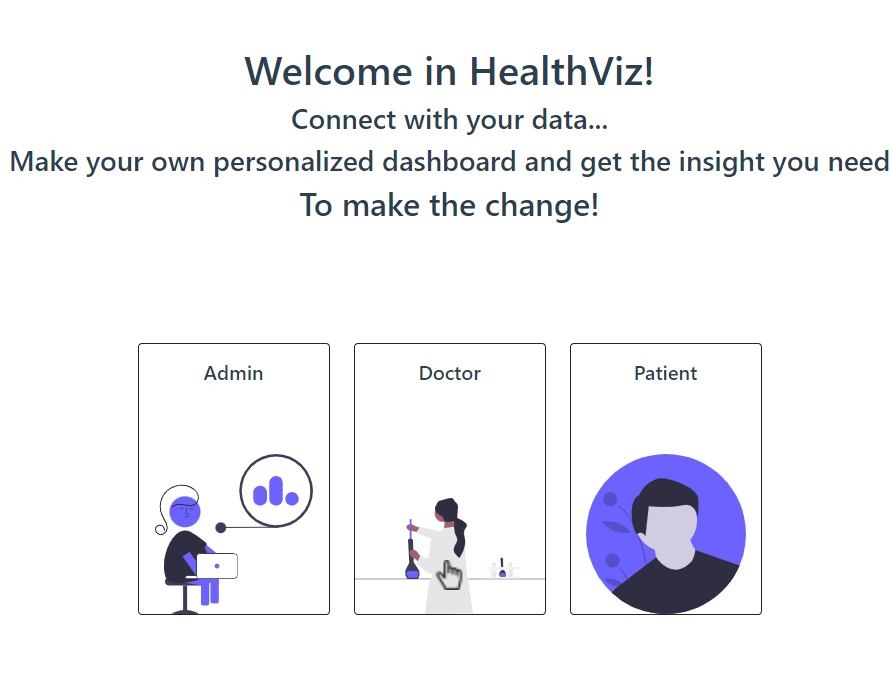 Welcome in HealthViz!
Connect with your data...
Make your own personalized dashboard and get the insight you need
To make the change!
Admin
Doctor
Patient